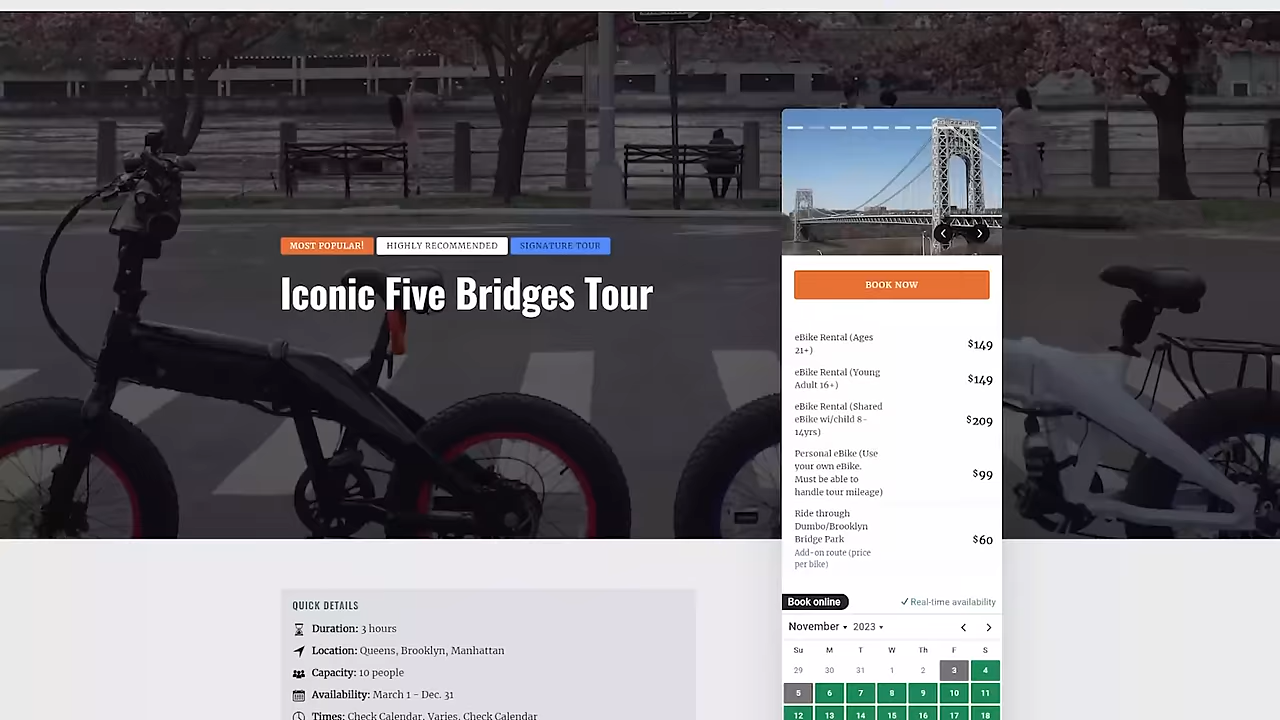 MOST POPULAR!
HIGHLY RECOMMENDED
SIGNATURE TOUR
Iconic Five Bridges Tour
BOOK NOW
eBike Rental (Ages
21+)
$149
eBike Rental (Young
Adult 16+)
$149
eBike Rental (Shared
eBike wi/child 8-
14yrs)
$209
Personal eBike (Use
your own eBike.
Must be able to
handle tour mileage)
$99
Ride through
Dumbo/Brooklyn
Bridge Park
Add-on route (price
per bike)
$60
Book online
Real-time availability
November 2023
Su M T W Th F S
29 30 31 1 2 3 4
5 6 7 8 9 10 11
12 13 14 15 16 17 18
QUICK DETAILS
Duration: 3 hours
Location: Queens, Brooklyn, Manhattan
Capacity: 10 people
Availability: March 1 - Dec. 31
Times: Check Calendar, Varies, Check Calendar